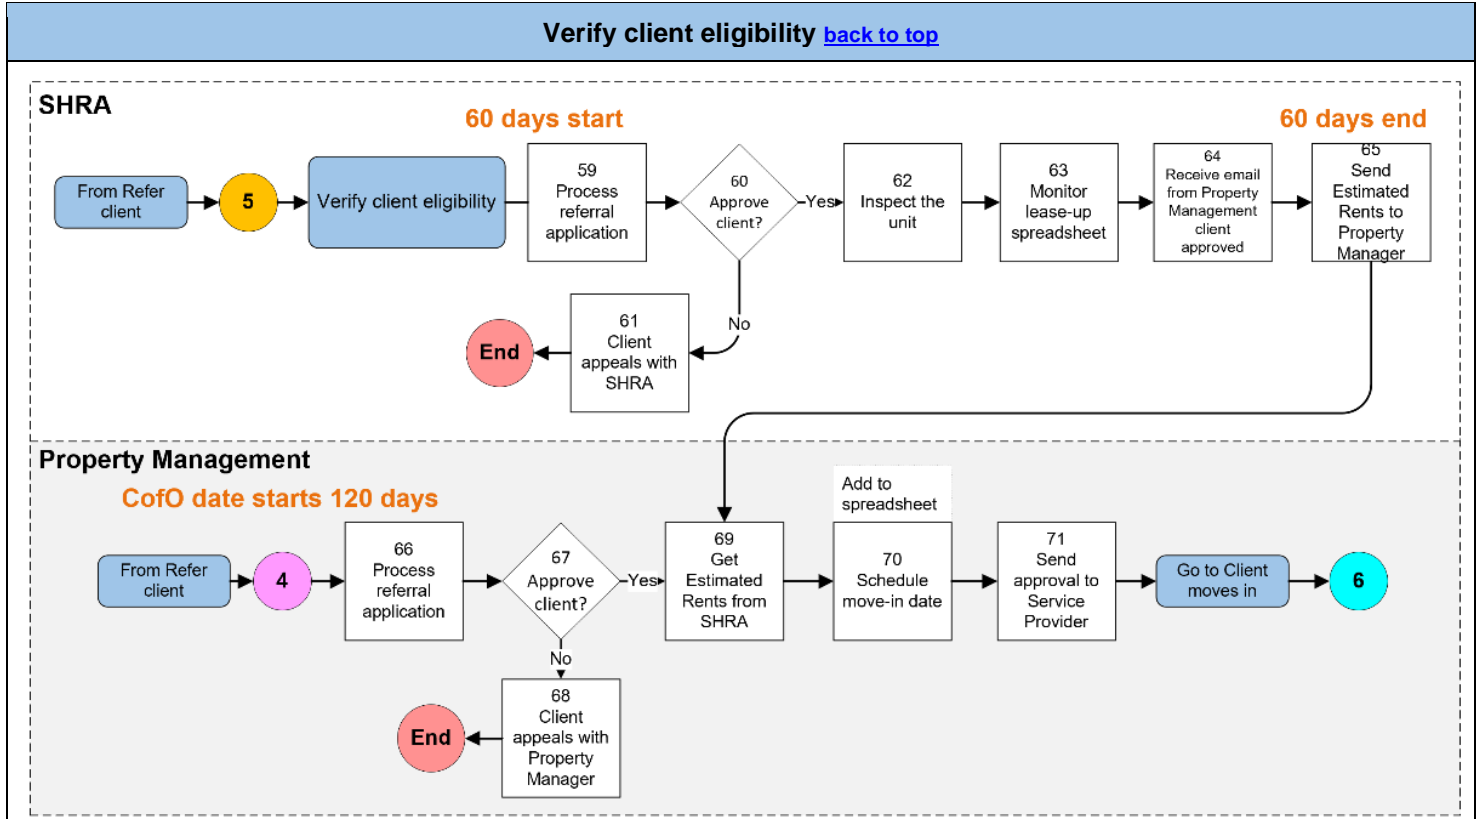 Verify client eligibility back to top
SHRA
60 days start
60 days end
From Refer
client
5
Verify client eligibility
59
Process
referral
application
60
Approve
client?
Yes
62
Inspect the
unit
63
Monitor
lease-up
spreadsheet
64
Receive email
from Property
Management
client
approved
65
Send
Estimated
Rents to
Property
Manager
No
61
Client
appeals with
SHRA
End
Property Management
CofO date starts 120 days
From Refer
client
4
66
Process
referral
application
67
Approve
client?
Yes
69
Get
Estimated
Rents from
SHRA
Add to
spreadsheet
70
Schedule
move-in date
71
Send
approval to
Service
Provider
Go to Client
moves in
6
No
68
Client
appeals with
Property
Manager
End